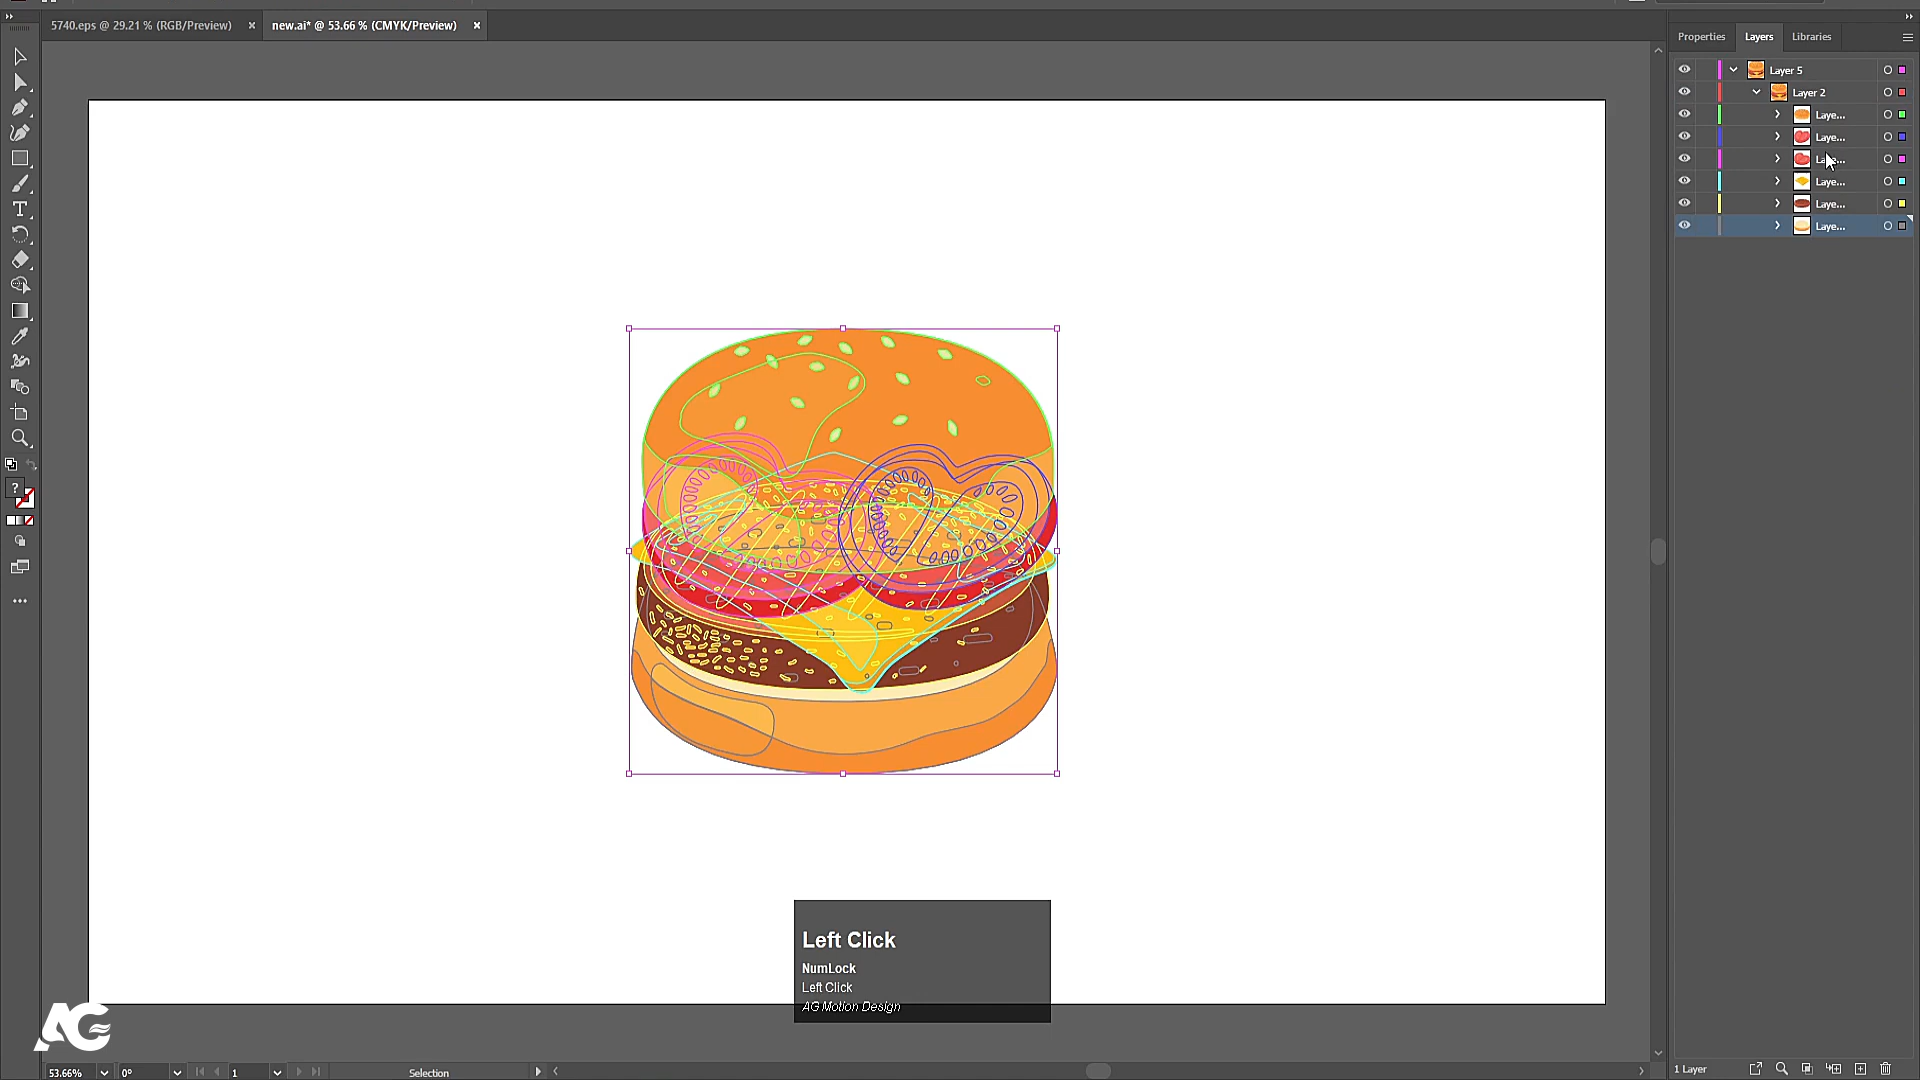 5740.eps @ 29.21 % (RGB/Preview) ×
new.ai* @ 53.66 % (CMYK/Preview) ×
Properties Layers Libraries
Layer 5
Layer 2
Laye...
Laye...
Laye...
Laye...
Laye...
Laye...
T
?
Left Click
NumLock
Left Click
AG Motion Design
AG
53.66% 0° 1 Selection
1 Layer